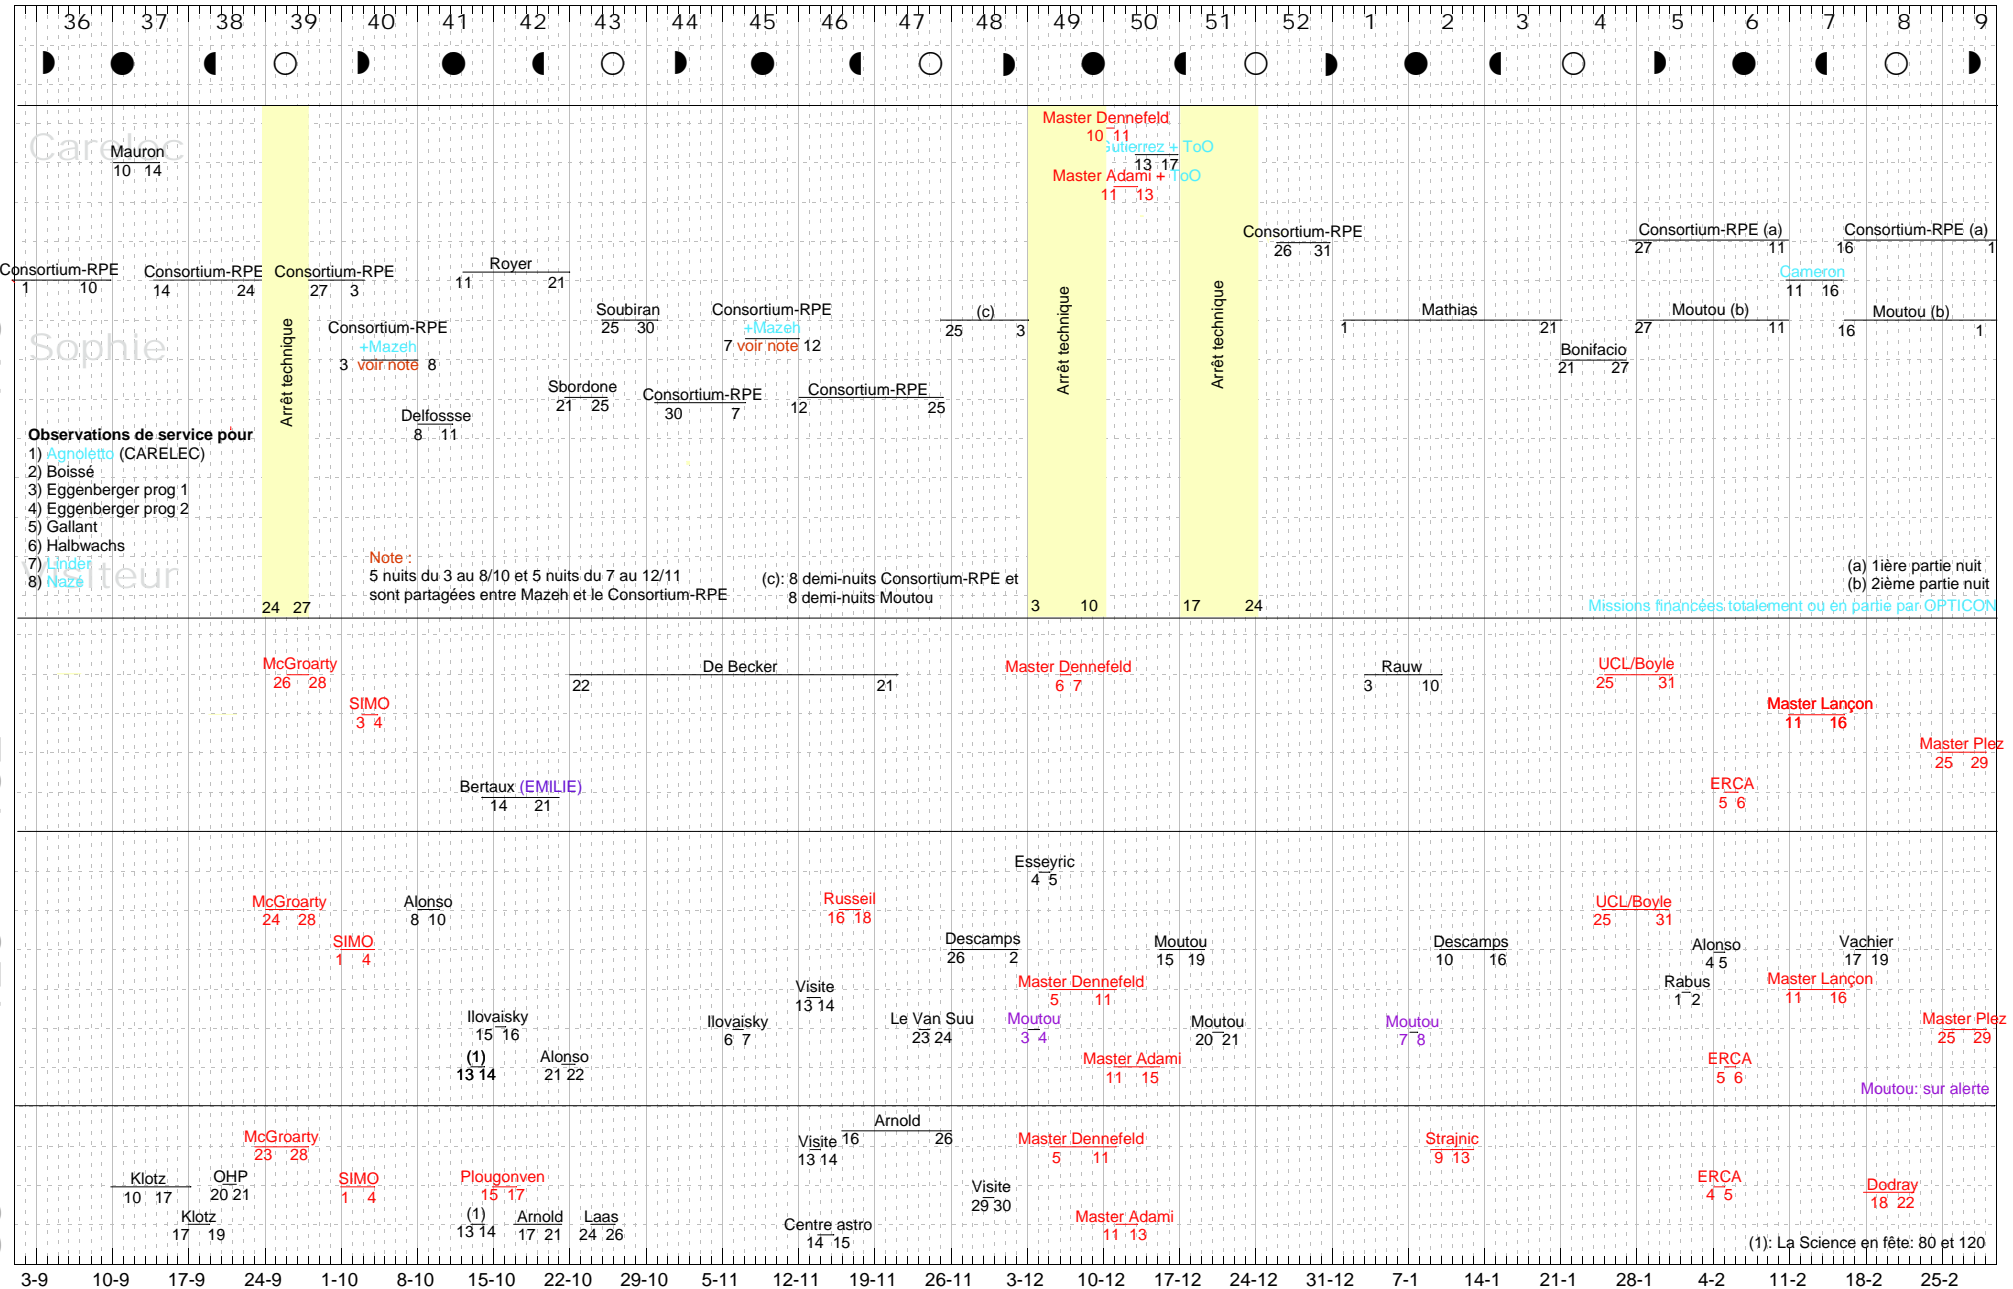 36 37 38 39 40 41 42 43 44 45 46 47 48 49 50 51 52 1 2 3 4 5 6 7 8 9
Carelec
Master Dennefeld
10 11
Mauron
10 14
Gutierrez + ToO
13 17
Master Adami + ToO
11 13
Consortium-RPE
26 31
Consortium-RPE (a)
27 11
Consortium-RPE (a)
16 1
Consortium-RPE
1 10
Consortium-RPE
14 24
Consortium-RPE
27 3
Royer
11 21
Cameron
11 16
Sophie
Arrêt technique
Arrêt technique
Arrêt technique
Consortium-RPE
+Mazeh
3 voir note 8
Soubiran
25 30
Consortium-RPE
+Mazeh
7 voir note 12
(c)
25 3
Mathias
1 21
Moutou (b)
27 11
Moutou (b)
16 1
Bonifacio
21 27
Sbordone
21 25
Consortium-RPE
30 7
Consortium-RPE
12 25
Delfossse
8 11
Observations de service pour
1) Agnoletto (CARELEC)
2) Boissé
3) Eggenberger prog 1
4) Eggenberger prog 2
5) Gallant
6) Halbwachs
7) Linder
8) Nazé
Visiteur
Note :
5 nuits du 3 au 8/10 et 5 nuits du 7 au 12/11
sont partagées entre Mazeh et le Consortium-RPE
(c): 8 demi-nuits Consortium-RPE et
8 demi-nuits Moutou
(a) 1ière partie nuit
(b) 2ième partie nuit
Missions financées totalement ou en partie par OPTICON
24 27
3 10
17 24
McGroarty
26 28
De Becker
22 21
Master Dennefeld
6 7
Rauw
3 10
UCL/Boyle
25 31
SIMO
3 4
Master Lançon
11 16
Master Plez
25 29
Bertaux (EMILIE)
14 21
ERCA
5 6
Esseyric
4 5
McGroarty
24 28
Alonso
8 10
Russeil
16 18
UCL/Boyle
25 31
SIMO
1 4
Descamps
26 2
Moutou
15 19
Descamps
10 16
Alonso
4 5
Vachier
17 19
Visite
13 14
Master Dennefeld
5 11
Rabus
1 2
Master Lançon
11 16
Ilovaisky
15 16
Ilovaisky
6 7
Le Van Suu
23 24
Moutou
3 4
Moutou
20 21
Moutou
7 8
Master Plez
25 29
(1)
13 14
Alonso
21 22
Master Adami
11 15
ERCA
5 6
Moutou: sur alerte
Arnold
16 26
McGroarty
23 28
Visite
13 14
Master Dennefeld
5 11
Strajnic
9 13
Klotz
10 17
OHP
20 21
SIMO
1 4
Plougonven
15 17
Visite
29 30
ERCA
4 5
Dodray
18 22
Klotz
17 19
(1)
13 14
Arnold
17 21
Laas
24 26
Centre astro
14 15
Master Adami
11 13
(1): La Science en fête: 80 et 120
3-9 10-9 17-9 24-9 1-10 8-10 15-10 22-10 29-10 5-11 12-11 19-11 26-11 3-12 10-12 17-12 24-12 31-12 7-1 14-1 21-1 28-1 4-2 11-2 18-2 25-2